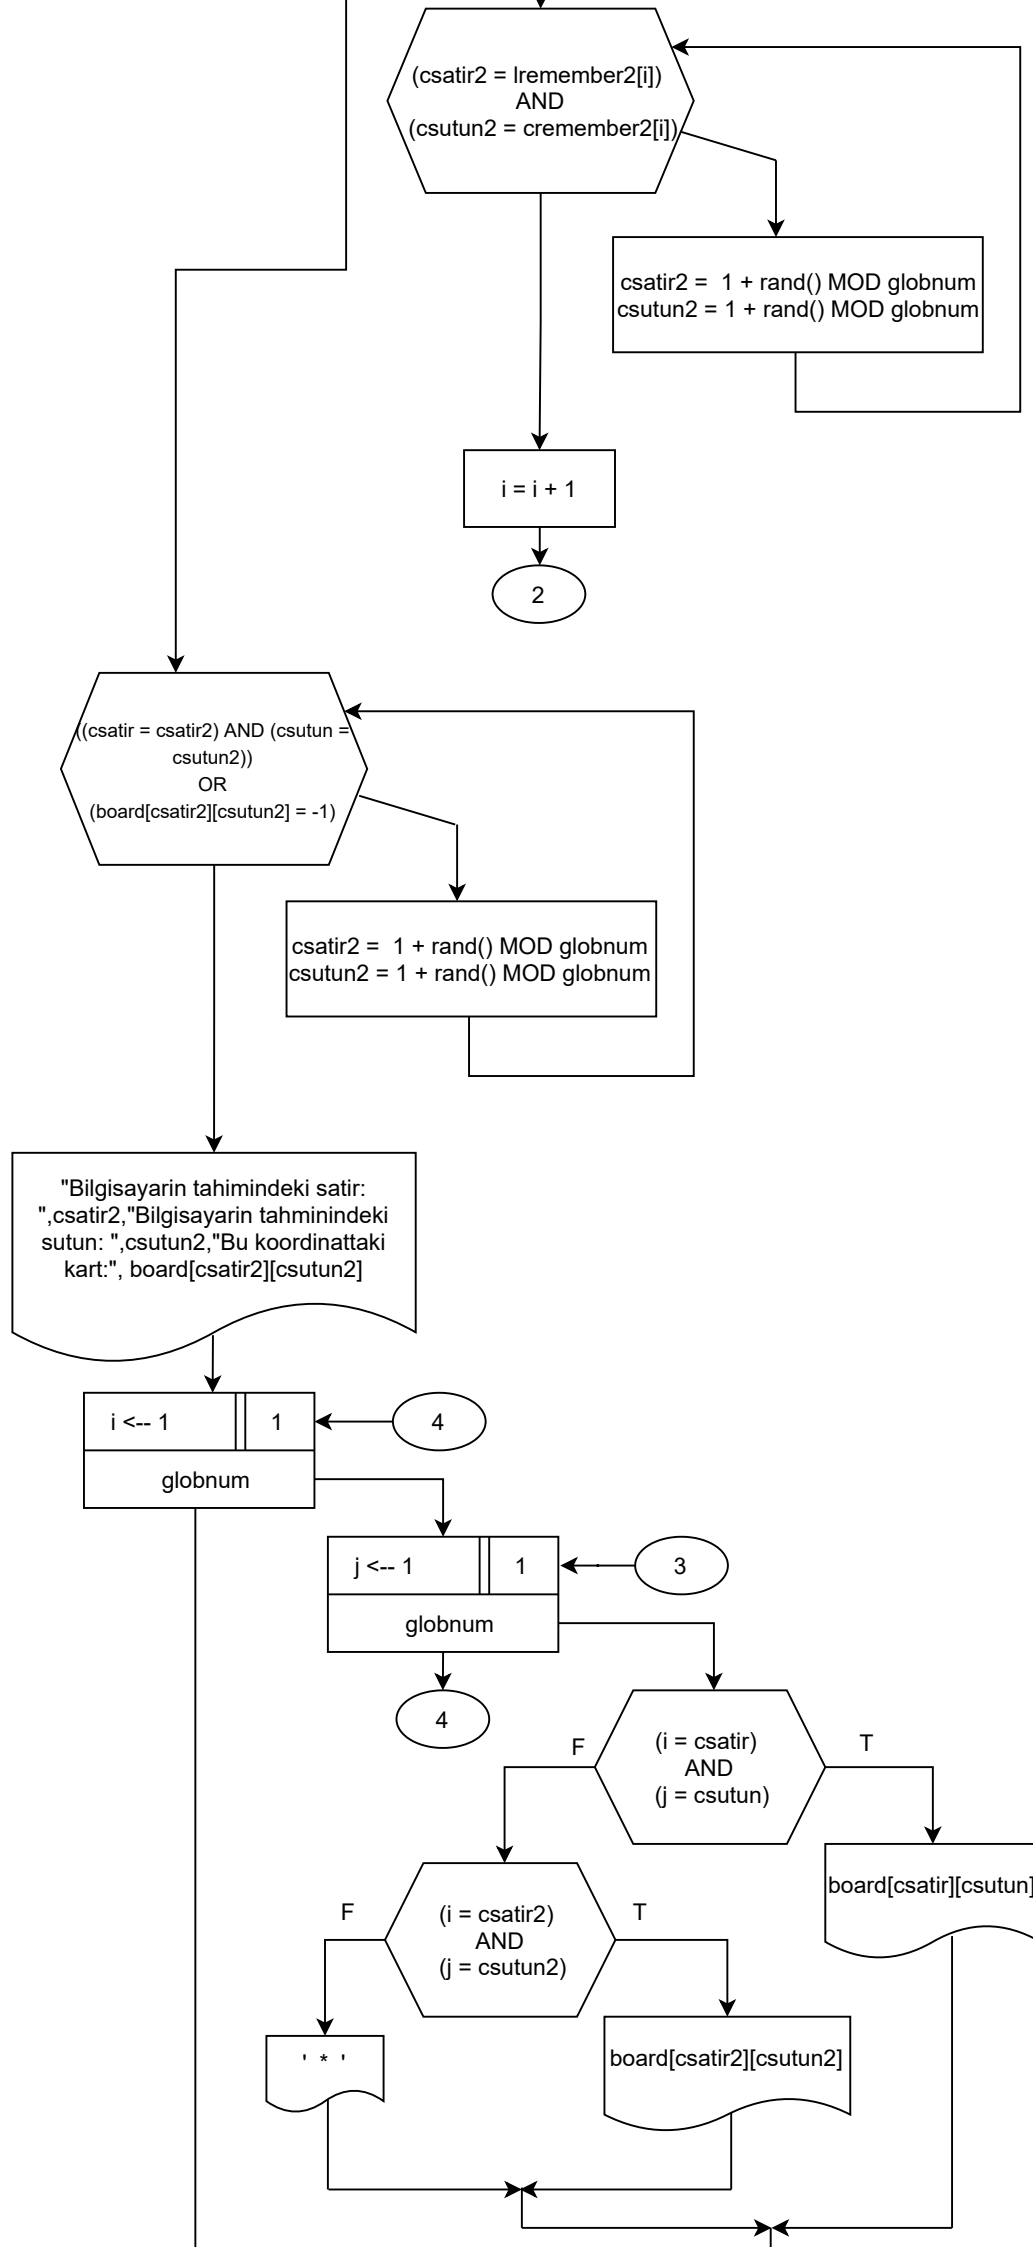 (csatir2 = lremember2[i])
AND
(csutun2 = cremember2[i])
csatir2 =  1 + rand() MOD globnum
csutun2 = 1 + rand() MOD globnum
i = i + 1
2
((csatir = csatir2) AND (csutun =
csutun2))
OR
(board[csatir2][csutun2] = -1)
csatir2 =  1 + rand() MOD globnum
csutun2 = 1 + rand() MOD globnum
"Bilgisayarin tahimindeki satir:
",csatir2,"Bilgisayarin tahminindeki
sutun: ",csutun2,"Bu koordinattaki
kart:", board[csatir2][csutun2]
i <-- 1
1
4
globnum
j <-- 1
1
3
globnum
4
F
(i = csatir)
AND
(j = csutun)
T
board[csatir][csutun]
F
(i = csatir2)
AND
(j = csutun2)
T
' * '
board[csatir2][csutun2]